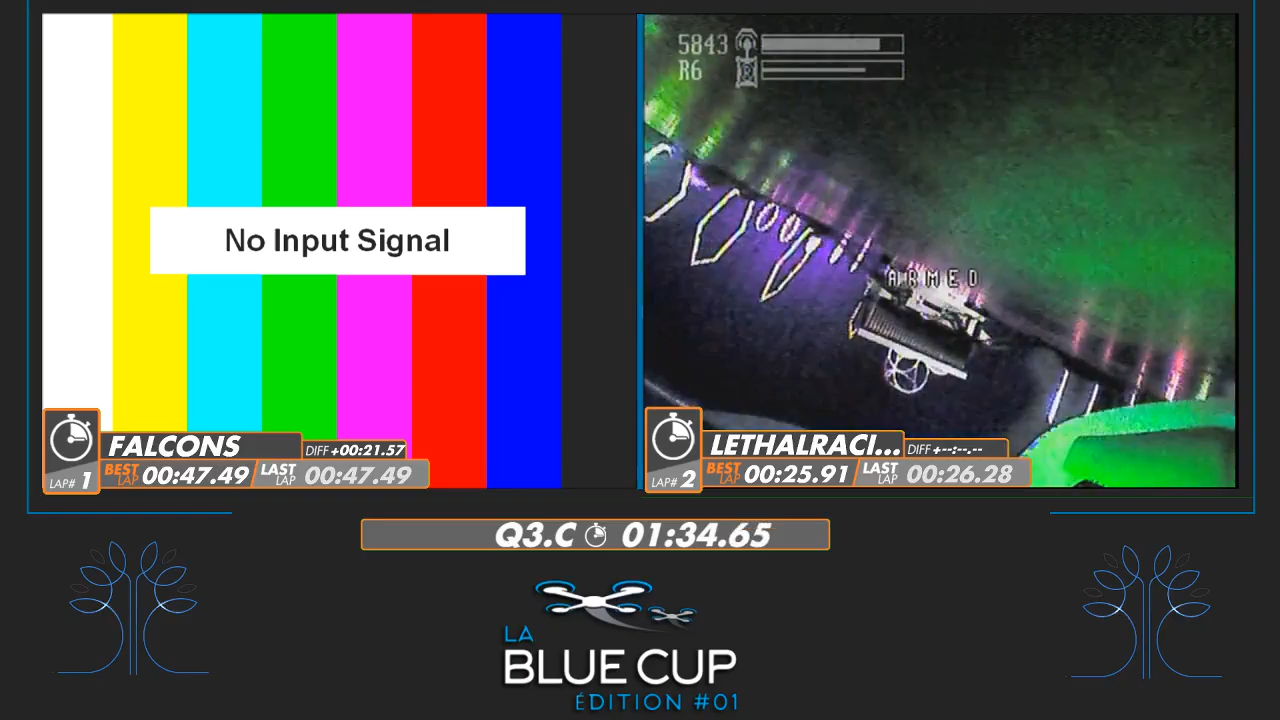 No Input Signal
FALCONS
DIFF +00:21.57
LAP# 1
BEST LAP 00:47.49
LAST LAP 00:47.49
5843
R6
ARMED
LETHALRACI...
DIFF +--:--.--
LAP# 2
BEST LAP 00:25.91
LAST LAP 00:26.28
Q3.C 01:34.65
LA
BLUE CUP
ÉDITION #01